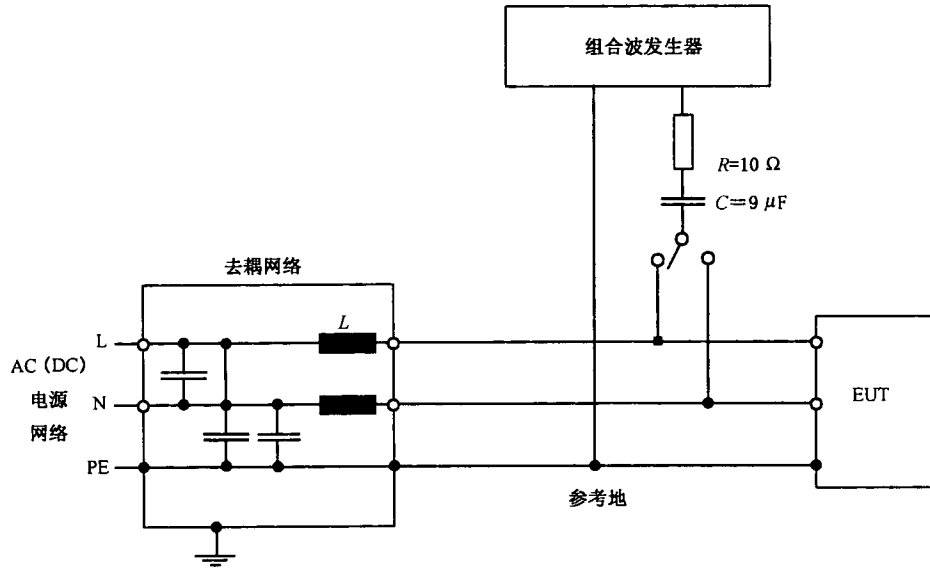 组合波发生器
R=10 Ω
C=9 μF
去耦网络
L
L
AC (DC)
电源
N
网络
PE
EUT
参考地